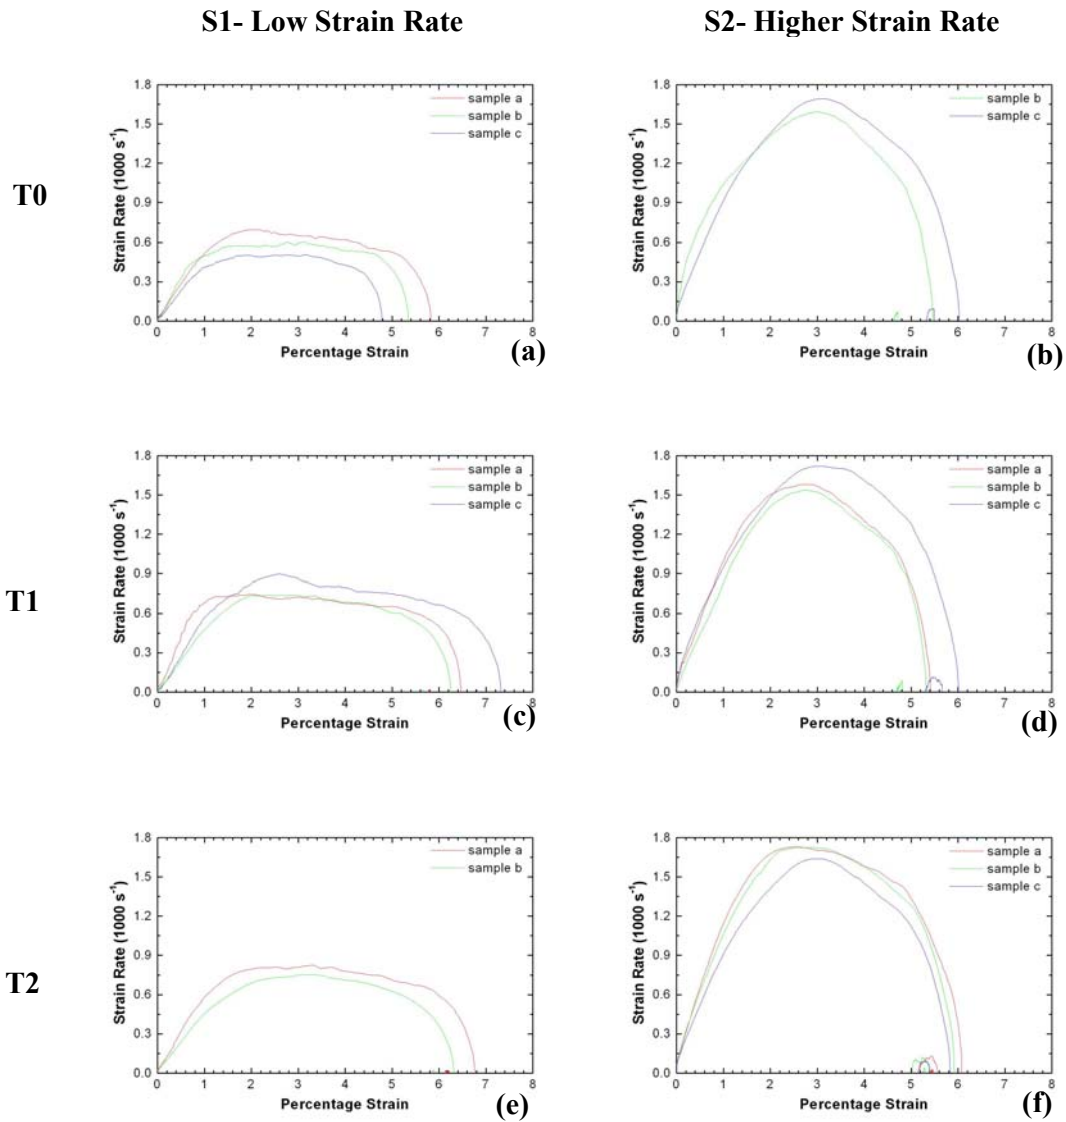 S1- Low Strain Rate
S2- Higher Strain Rate
T0
Strain Rate (1000 s⁻¹)
1.8
1.5
1.2
0.9
0.6
0.3
0.0
sample a
sample b
sample c
0 1 2 3 4 5 6 7 8
Percentage Strain
(a)
Strain Rate (1000 s⁻¹)
1.8
1.5
1.2
0.9
0.6
0.3
0.0
sample b
sample c
0 1 2 3 4 5 6 7 8
Percentage Strain
(b)
T1
Strain Rate (1000 s⁻¹)
1.8
1.5
1.2
0.9
0.6
0.3
0.0
sample a
sample b
sample c
0 1 2 3 4 5 6 7 8
Percentage Strain
(c)
Strain Rate (1000 s⁻¹)
1.8
1.5
1.2
0.9
0.6
0.3
0.0
sample a
sample b
sample c
0 1 2 3 4 5 6 7 8
Percentage Strain
(d)
T2
Strain Rate (1000 s⁻¹)
1.8
1.5
1.2
0.9
0.6
0.3
0.0
sample a
sample b
0 1 2 3 4 5 6 7 8
Percentage Strain
(e)
Strain Rate (1000 s⁻¹)
1.8
1.5
1.2
0.9
0.6
0.3
0.0
sample a
sample b
sample c
0 1 2 3 4 5 6 7 8
Percentage Strain
(f)